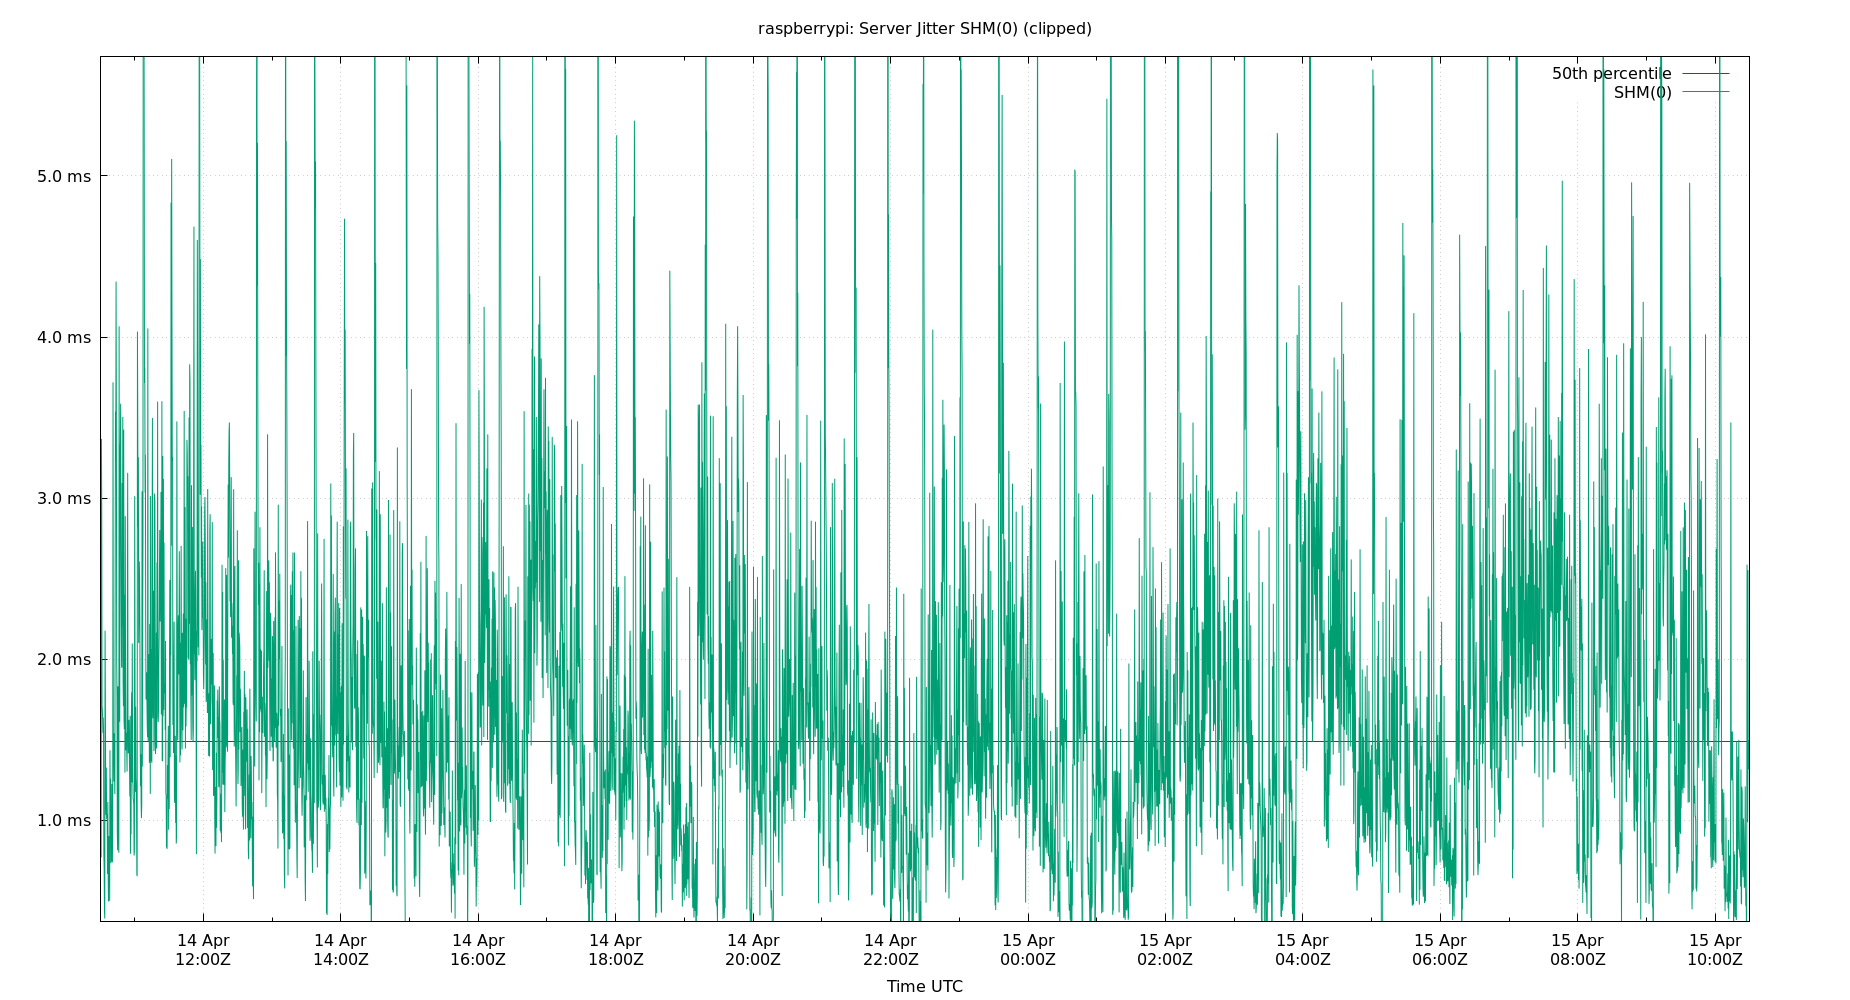 raspberrypi: Server Jitter SHM(0) (clipped)
50th percentile
SHM(0)
5.0 ms
4.0 ms
3.0 ms
2.0 ms
1.0 ms
14 Apr 14 Apr 14 Apr 14 Apr 14 Apr 14 Apr 15 Apr 15 Apr 15 Apr 15 Apr 15 Apr 15 Apr
12:00Z 14:00Z 16:00Z 18:00Z 20:00Z 22:00Z 00:00Z 02:00Z 04:00Z 06:00Z 08:00Z 10:00Z
Time UTC